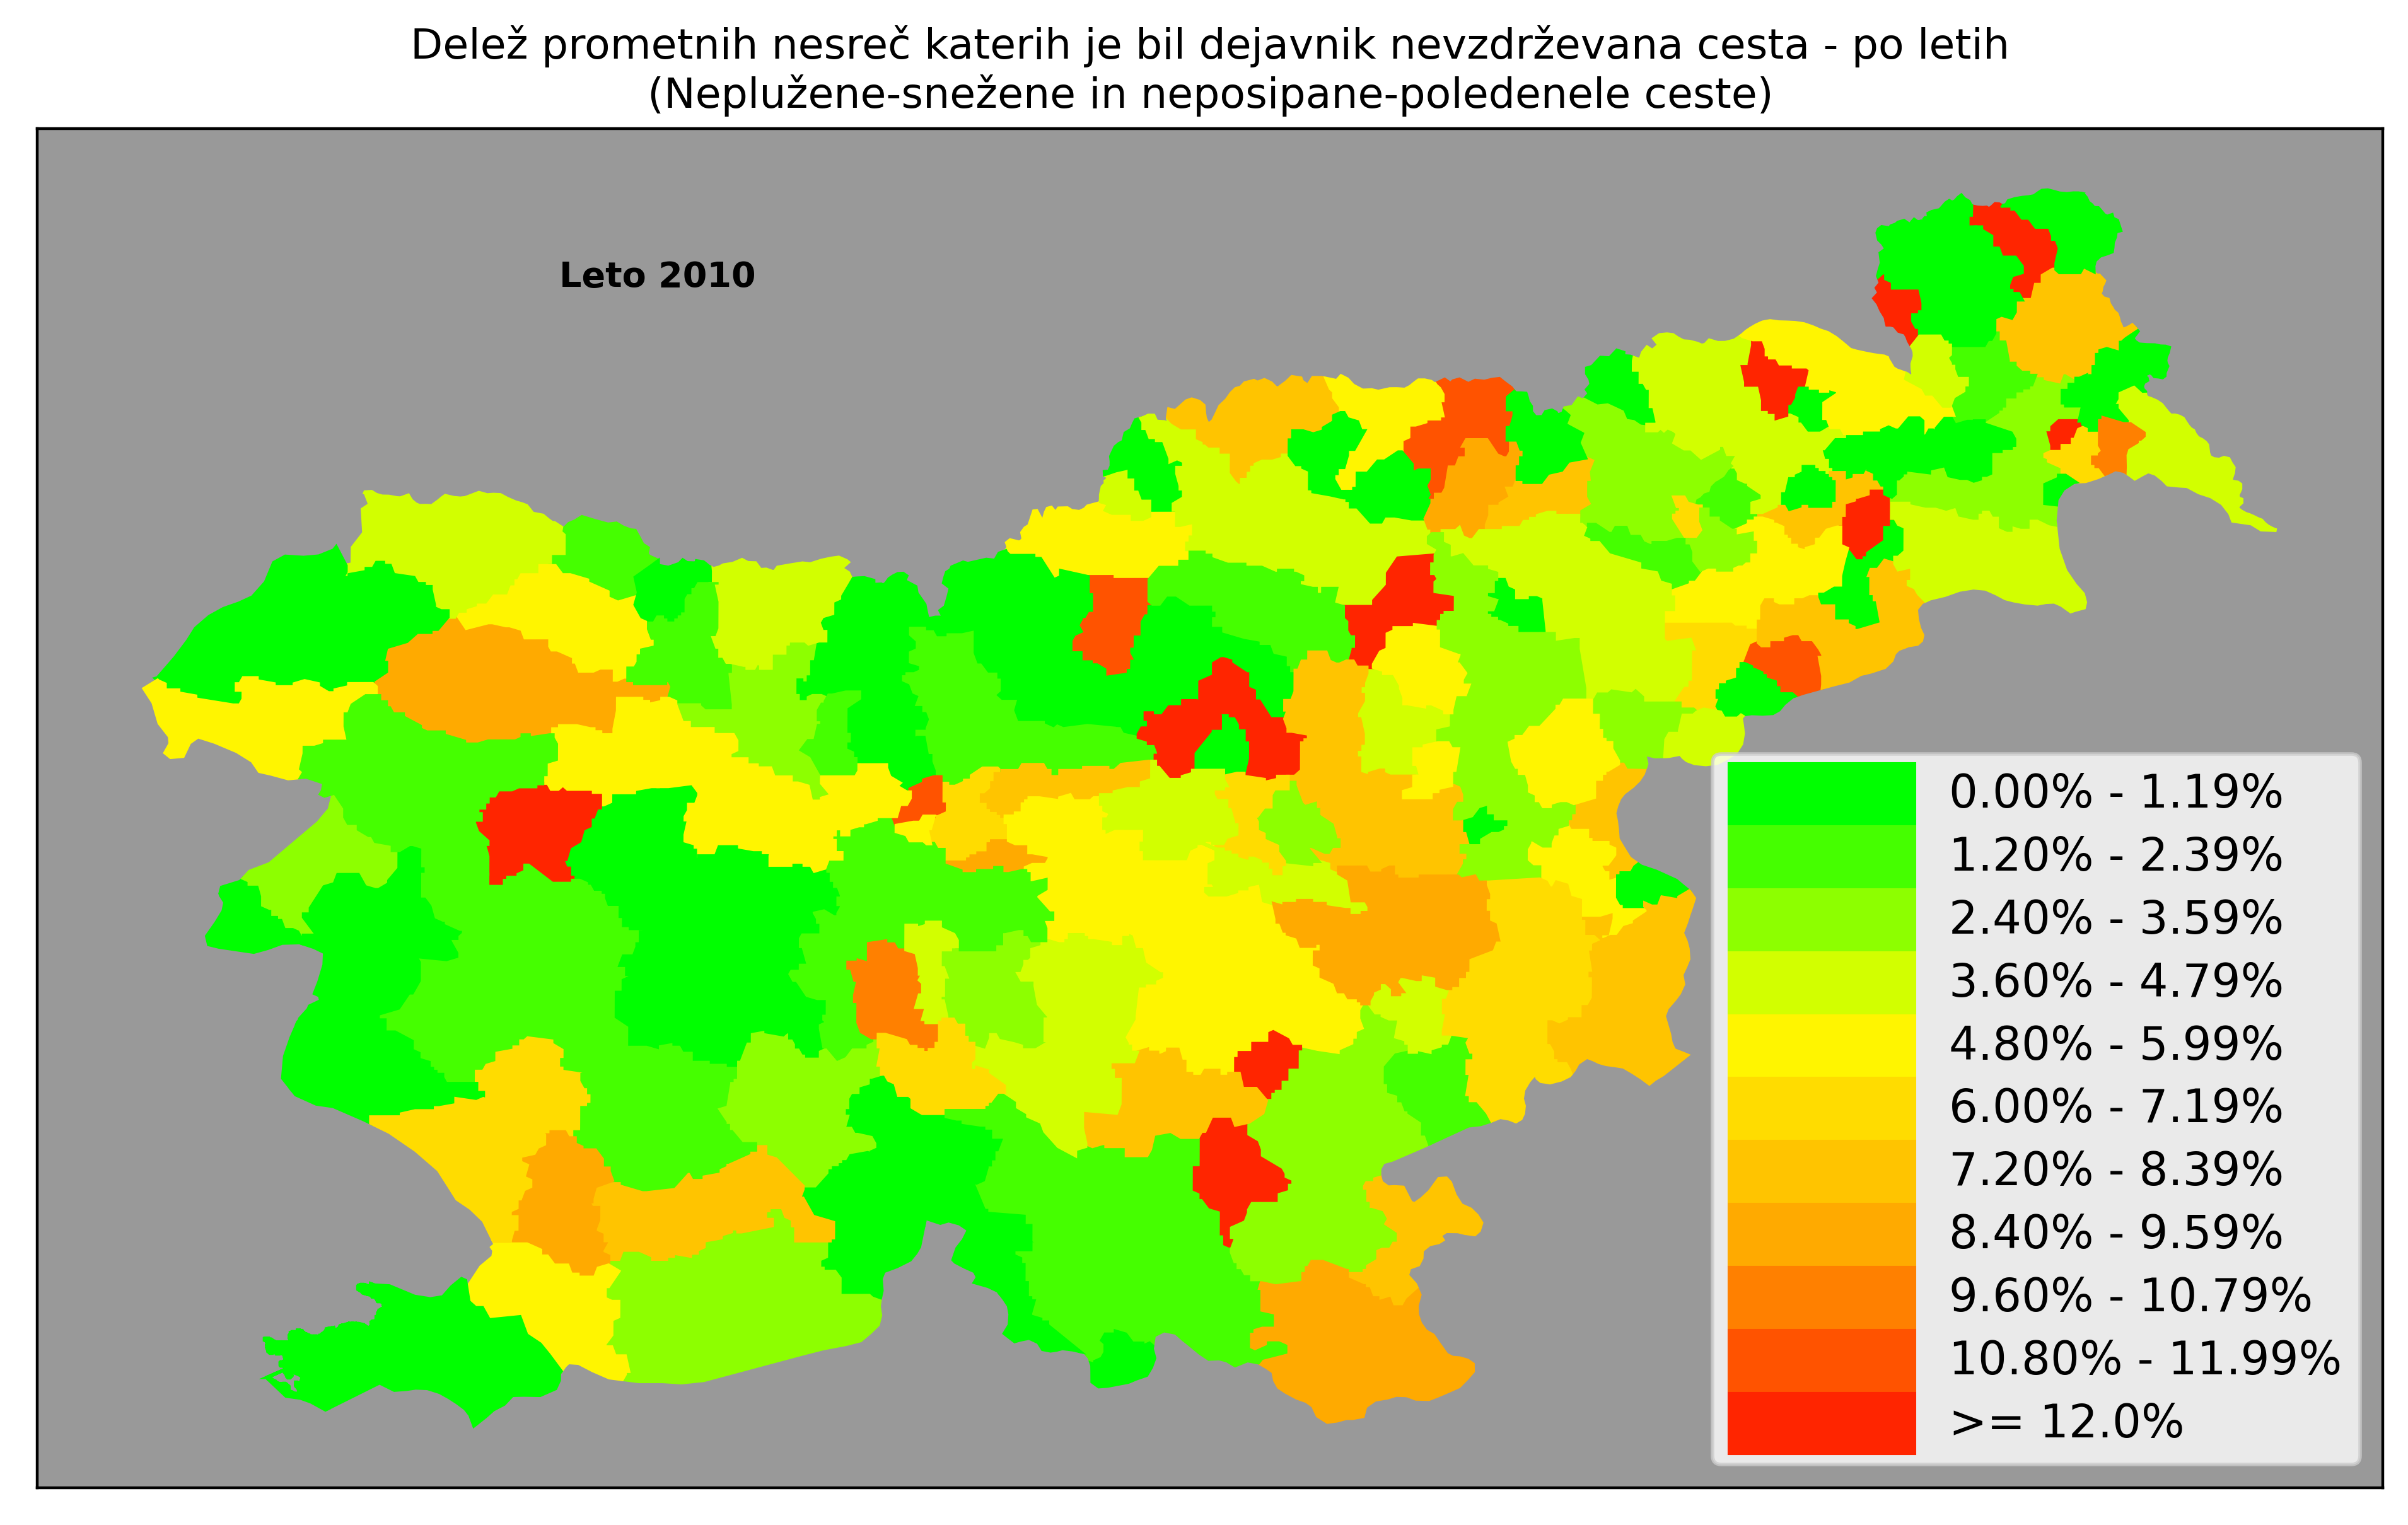 Delež prometnih nesreč katerih je bil dejavnik nevzdrževana cesta - po letih
(Neplužene-snežene in neposipane-poledenele ceste)
Leto 2010
0.00% - 1.19%
1.20% - 2.39%
2.40% - 3.59%
3.60% - 4.79%
4.80% - 5.99%
6.00% - 7.19%
7.20% - 8.39%
8.40% - 9.59%
9.60% - 10.79%
10.80% - 11.99%
>= 12.0%